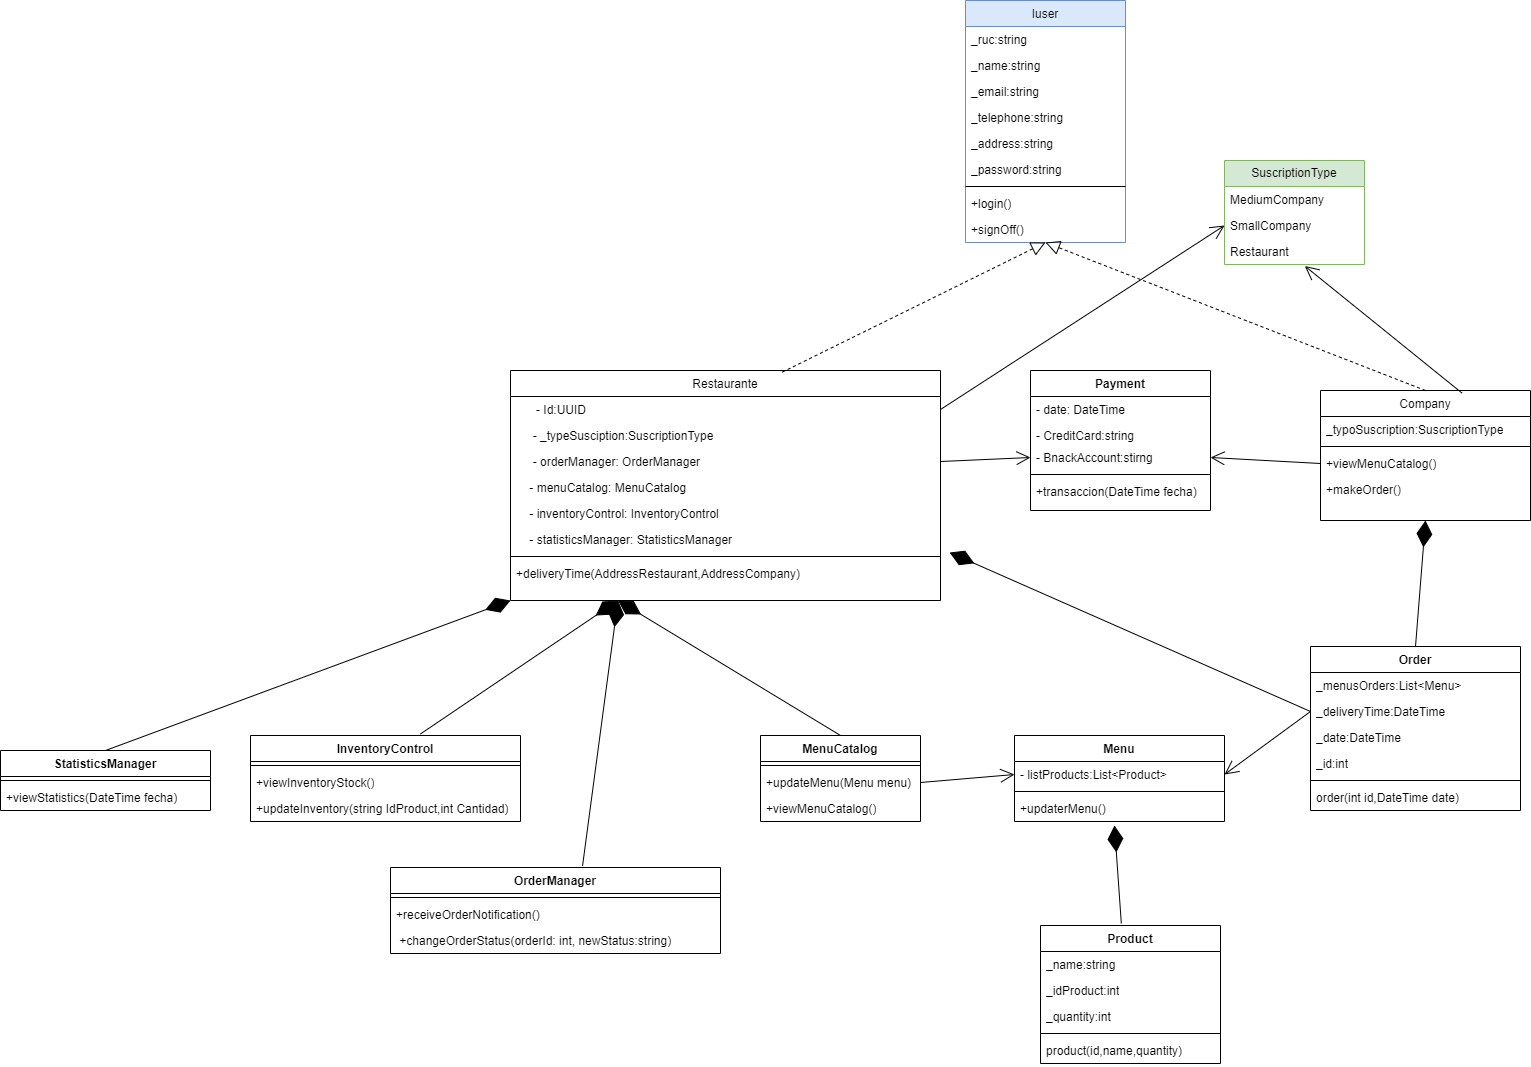 Iuser
_ruc:string
_name:string
_email:string
_telephone:string
_address:string
_password:string
+login()
+signOff()
SuscriptionType
MediumCompany
SmallCompany
Restaurant
Restaurante
- Id:UUID
- _typeSusciption:SuscriptionType
- orderManager: OrderManager
- menuCatalog: MenuCatalog
- inventoryControl: InventoryControl
- statisticsManager: StatisticsManager
+deliveryTime(AddressRestaurant,AddressCompany)
Payment
- date: DateTime
- CreditCard:string
- BnackAccount:stirng
+transaccion(DateTime fecha)
Company
_typoSuscription:SuscriptionType
+viewMenuCatalog()
+makeOrder()
Order
_menusOrders:List<Menu>
_deliveryTime:DateTime
_date:DateTime
_id:int
order(int id,DateTime date)
StatisticsManager
+viewStatistics(DateTime fecha)
InventoryControl
+viewInventoryStock()
+updateInventory(string IdProduct,int Cantidad)
MenuCatalog
+updateMenu(Menu menu)
+viewMenuCatalog()
Menu
- listProducts:List<Product>
+updaterMenu()
OrderManager
+receiveOrderNotification()
+changeOrderStatus(orderId: int, newStatus:string)
Product
_name:string
_idProduct:int
_quantity:int
product(id,name,quantity)